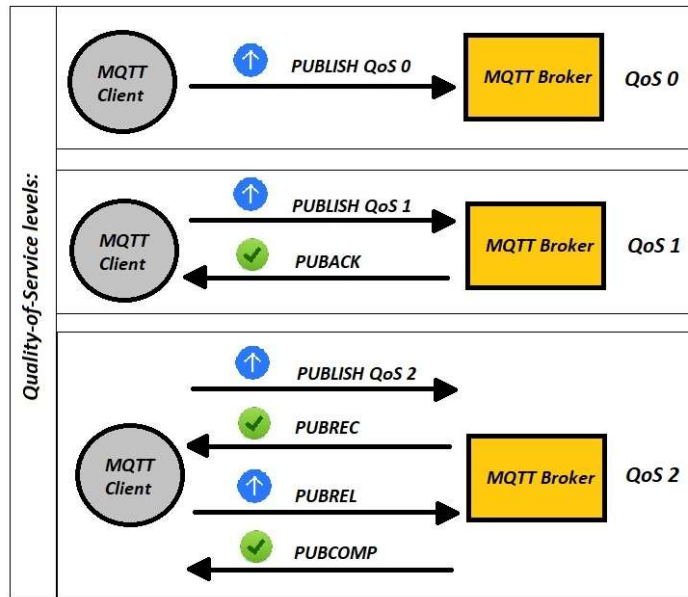 Quality-of-Service levels:
MQTT
Client
PUBLISH QoS 0
MQTT Broker
QoS 0
MQTT
Client
PUBLISH QoS 1
PUBACK
MQTT Broker
QoS 1
MQTT
Client
PUBLISH QoS 2
PUBREC
PUBREL
PUBCOMP
MQTT Broker
QoS 2